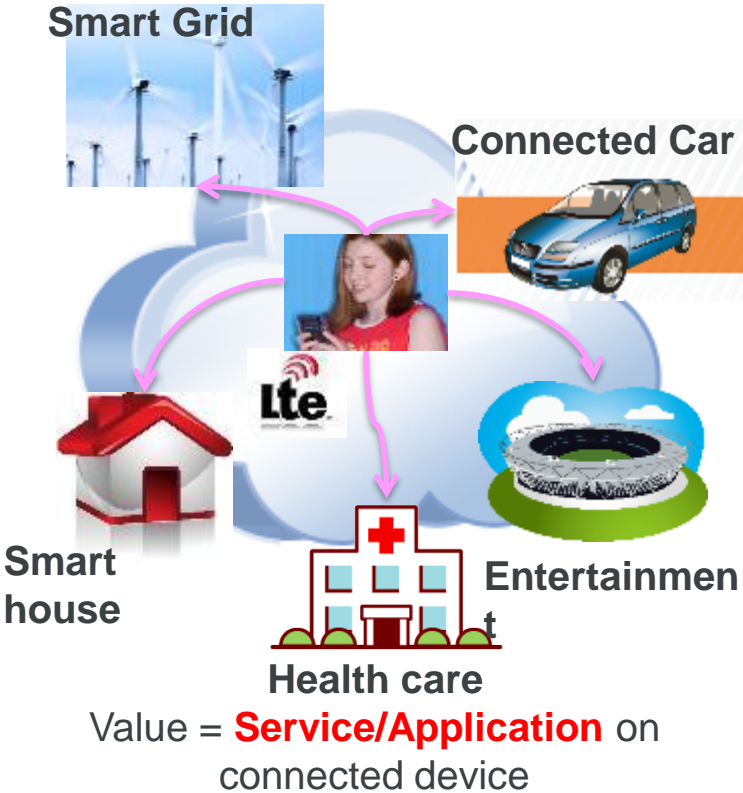 Smart Grid
Connected Car
lte
Smart
house
Entertainmen
t
Health care
Value = Service/Application on
connected device